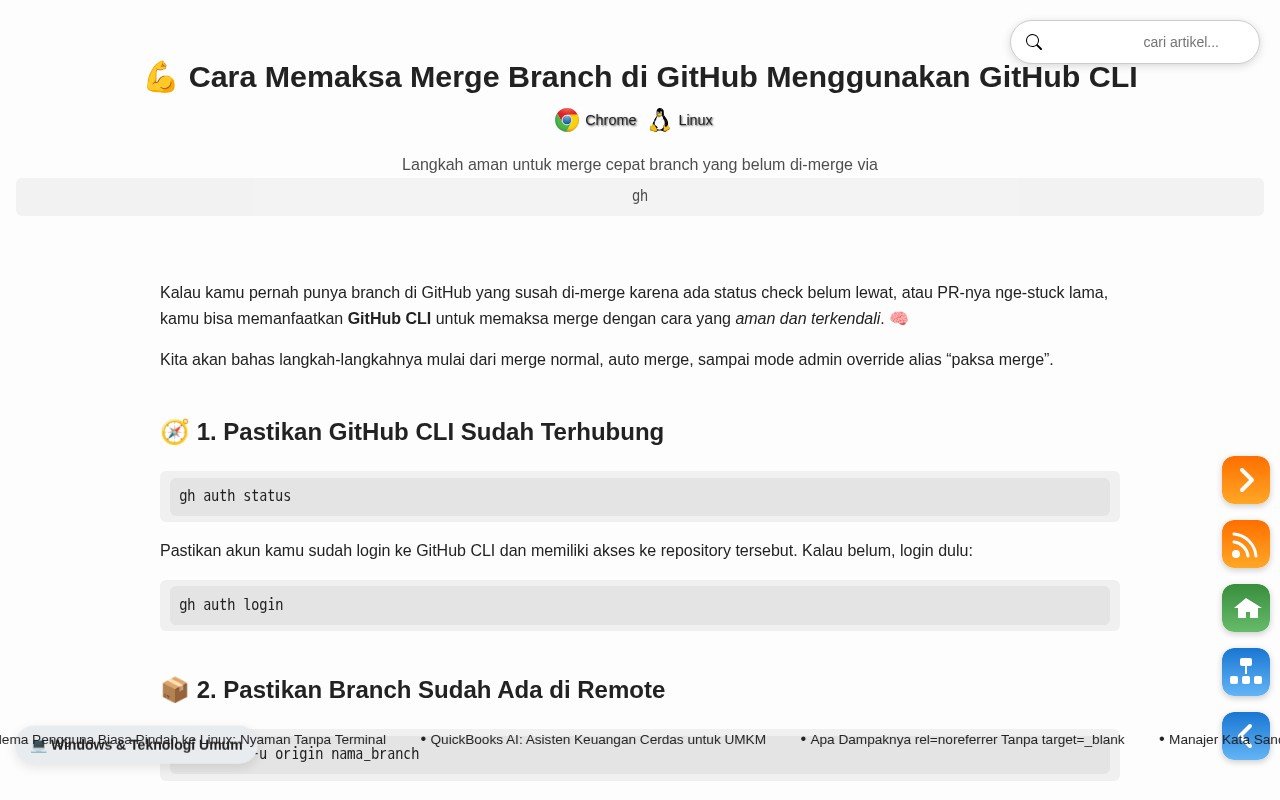 cari artikel...
💪 Cara Memaksa Merge Branch di GitHub Menggunakan GitHub CLI
Chrome Linux
Langkah aman untuk merge cepat branch yang belum di-merge via
gh
Kalau kamu pernah punya branch di GitHub yang susah di-merge karena ada status check belum lewat, atau PR-nya nge-stuck lama,
kamu bisa memanfaatkan GitHub CLI untuk memaksa merge dengan cara yang aman dan terkendali. 🧠
Kita akan bahas langkah-langkahnya mulai dari merge normal, auto merge, sampai mode admin override alias “paksa merge”.
🧭 1. Pastikan GitHub CLI Sudah Terhubung
gh auth status
Pastikan akun kamu sudah login ke GitHub CLI dan memiliki akses ke repository tersebut. Kalau belum, login dulu:
gh auth login
📦 2. Pastikan Branch Sudah Ada di Remote
Pengguna Biasa Pindah ke Linux: Nyaman Tanpa Terminal • QuickBooks AI: Asisten Keuangan Cerdas untuk UMKM • Apa Dampaknya rel=noreferrer Tanpa target=_blank • Manajer Kata
💻 Windows & Teknologi Umum
-u origin nama_branch